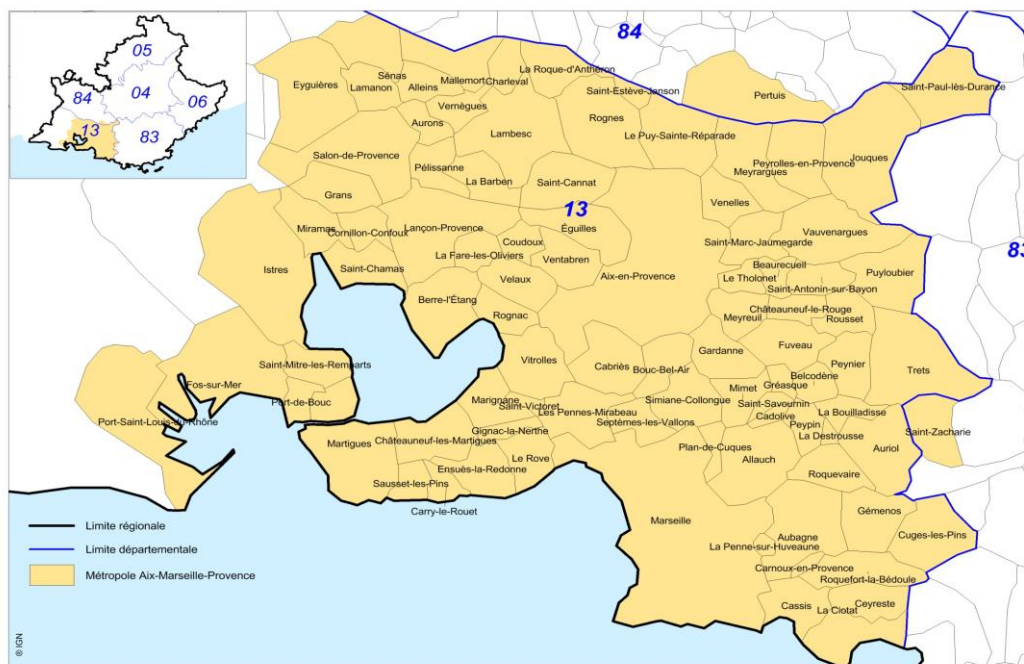 05
84
04
06
13
83
84
Saint-Paul-lès-Durance
La Roque-d'Anthéron
Sénas
Mallemort
Charleval
Eyguières
Lamanon
Alleins
Saint-Estève-Janson
Pertuis
Vernègues
Aurons
Rognes
Lambesc
Le Puy-Sainte-Réparade
Salon-de-Provence
Pélissanne
La Barben
Saint-Cannat
Peyrolles-en-Provence
Jouques
Meyrargues
Grans
Venelles
13
Miramas
Cornillon-Confoux
Lançon-Provence
Éguilles
Coudoux
Vauvenargues
Saint-Marc-Jaumegarde
La Fare-les-Oliviers
Ventabren
Istres
Saint-Chamas
Aix-en-Provence
Beaurecueil
Velaux
Le Tholonet
Puyloubier
Saint-Antonin-sur-Bayon
Berre-l'Étang
Châteauneuf-le-Rouge
Rognac
Meyreuil
Rousset
83
Fuveau
Gardanne
Vitrolles
Saint-Mitre-les-Remparts
Cabriès
Bouc-Bel-Air
Peynier
Trets
Belcodène
Fos-sur-Mer
Mimet
Gréasque
Port-de-Bouc
Marignane
Saint-Victoret
Simiane-Collongue
Saint-Savournin
Les Pennes-Mirabeau
Cadolive
La Bouilladisse
Port-Saint-Louis-du-Rhône
Septèmes-les-Vallons
Peypin
Gignac-la-Nerthe
La Destrousse
Saint-Zacharie
Martigues
Châteauneuf-les-Martigues
Plan-de-Cuques
Auriol
Le Rove
Allauch
Ensuès-la-Redonne
Roquevaire
Sausset-les-Pins
Carry-le-Rouet
Gémenos
Marseille
Cuges-les-Pins
Aubagne
La Penne-sur-Huveaune
Carnoux-en-Provence
Roquefort-la-Bédoule
Cassis
La Ciotat
Ceyreste
Limite régionale
Limite départementale
Métropole Aix-Marseille-Provence
® IGN